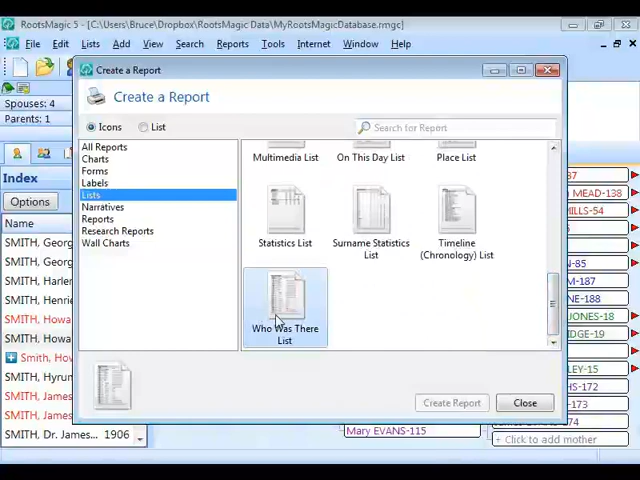 RootsMagic 5 - [C:\Users\Bruce\Dropbox\RootsMagic Data\MyRootsMagicDatabase.rmgc]
File Edit Lists Add View Search Reports Tools Internet Window Help
Spouses: 4
Parents: 1
Index
Options
Name
SMITH, Georg
SMITH, Georg
SMITH, Harle
SMITH, Henri
SMITH, Howa
SMITH, Howa
Smith, Ho
SMITH, Hyrun
SMITH, James
SMITH, James
SMITH, Dr. James... 1906
Create a Report
Create a Report
Icons
List
Search for Report
All Reports
Charts
Forms
Labels
Lists
Narratives
Reports
Research Reports
Wall Charts
Multimedia List
On This Day List
Place List
Statistics List
Surname Statistics
List
Timeline
(Chronology) List
Who Was There
List
Create Report
Close
37
MEAD-138
ILLS-54
N-85
M-187
NE-188
JONES-18
IDGE-19
LEY-15
HS-172
-173
Mary EVANS-115
+ Click to add mother